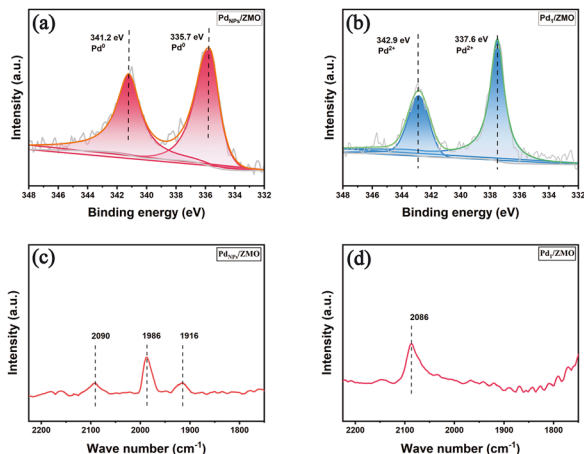 (a)
Pd_NPs/ZMO
341.2 eV
Pd⁰
335.7 eV
Pd⁰
Intensity (a.u.)
348 346 344 342 340 338 336 334 332
Binding energy (eV)
(b)
Pd₁/ZMO
342.9 eV
Pd²⁺
337.6 eV
Pd²⁺
Intensity (a.u.)
348 346 344 342 340 338 336 334 332
Binding energy (eV)
(c)
Pd_NPs/ZMO
2090
1986
1916
Intensity (a.u.)
2200 2100 2000 1900 1800
Wave number (cm⁻¹)
(d)
Pd₁/ZMO
2086
Intensity (a.u.)
2200 2100 2000 1900 1800
Wave number (cm⁻¹)